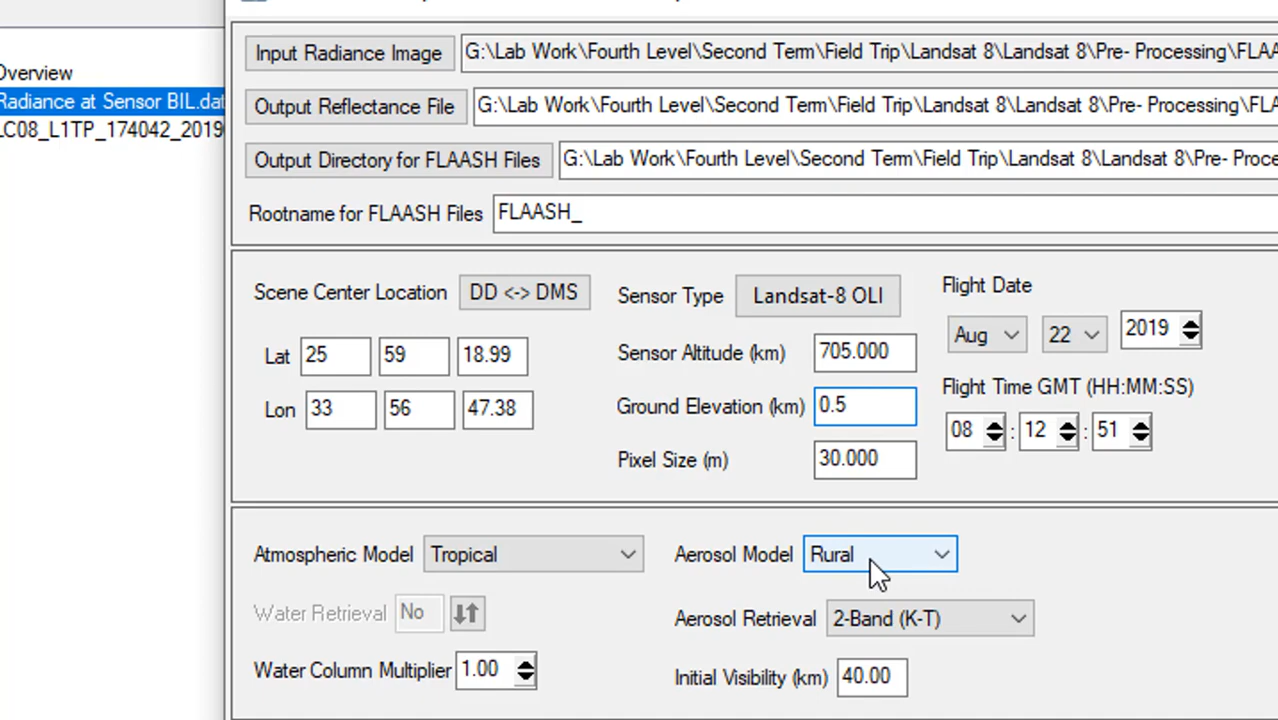 Overview
Radiance at Sensor BIL.dat
LC08_L1TP_174042_2019
Input Radiance Image G:\Lab Work\Fourth Level\Second Term\Field Trip\Landsat 8\Landsat 8\Pre- Processing\FLAA
Output Reflectance File G:\Lab Work\Fourth Level\Second Term\Field Trip\Landsat 8\Landsat 8\Pre- Processing\FLA
Output Directory for FLAASH Files G:\Lab Work\Fourth Level\Second Term\Field Trip\Landsat 8\Landsat 8\Pre- Proce
Rootname for FLAASH Files FLAASH_
Scene Center Location DD <-> DMS
Lat 25 59 18.99
Lon 33 56 47.38
Sensor Type Landsat-8 OLI
Sensor Altitude (km) 705.000
Ground Elevation (km) 0.5
Pixel Size (m) 30.000
Flight Date
Aug 22 2019
Flight Time GMT (HH:MM:SS)
08 : 12 : 51
Atmospheric Model Tropical
Water Retrieval No
Water Column Multiplier 1.00
Aerosol Model Rural
Aerosol Retrieval 2-Band (K-T)
Initial Visibility (km) 40.00